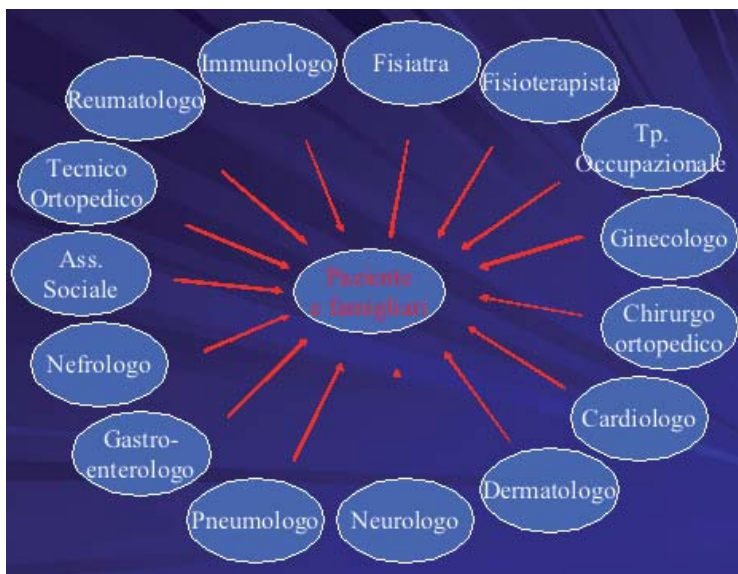 Immunologo
Fisiatra
Fisioterapista
Reumatologo
Tp.
Occupazionale
Tecnico
Ortopedico
Ginecologo
Ass.
Sociale
Paziente
e famigliari
Chirurgo
ortopedico
Nefrologo
Cardiologo
Gastro-
enterologo
Dermatologo
Pneumologo
Neurologo